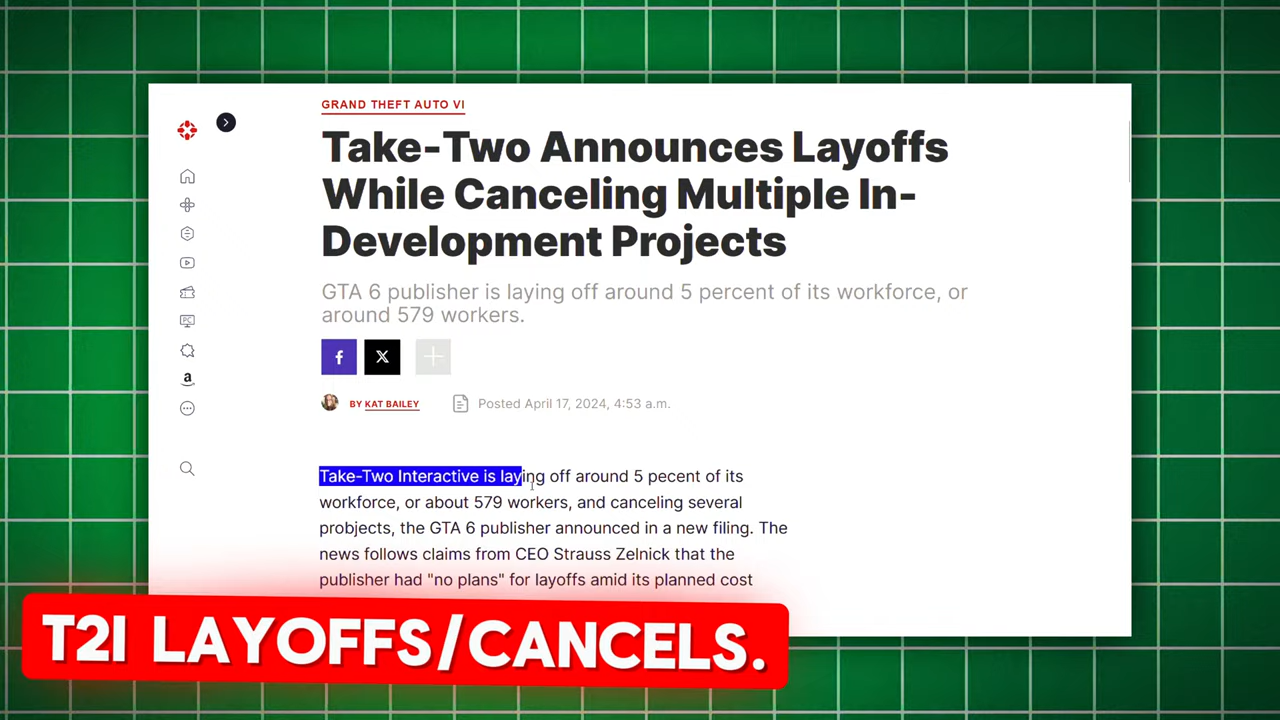 GRAND THEFT AUTO VI
Take-Two Announces Layoffs
While Canceling Multiple In-
Development Projects
GTA 6 publisher is laying off around 5 percent of its workforce, or
around 579 workers.
BY KAT BAILEY Posted April 17, 2024, 4:53 a.m.
Take-Two Interactive is laying off around 5 pecent of its
workforce, or about 579 workers, and canceling several
probjects, the GTA 6 publisher announced in a new filing. The
news follows claims from CEO Strauss Zelnick that the
publisher had "no plans" for layoffs amid its planned cost
T2I LAYOFFS/CANCELS.